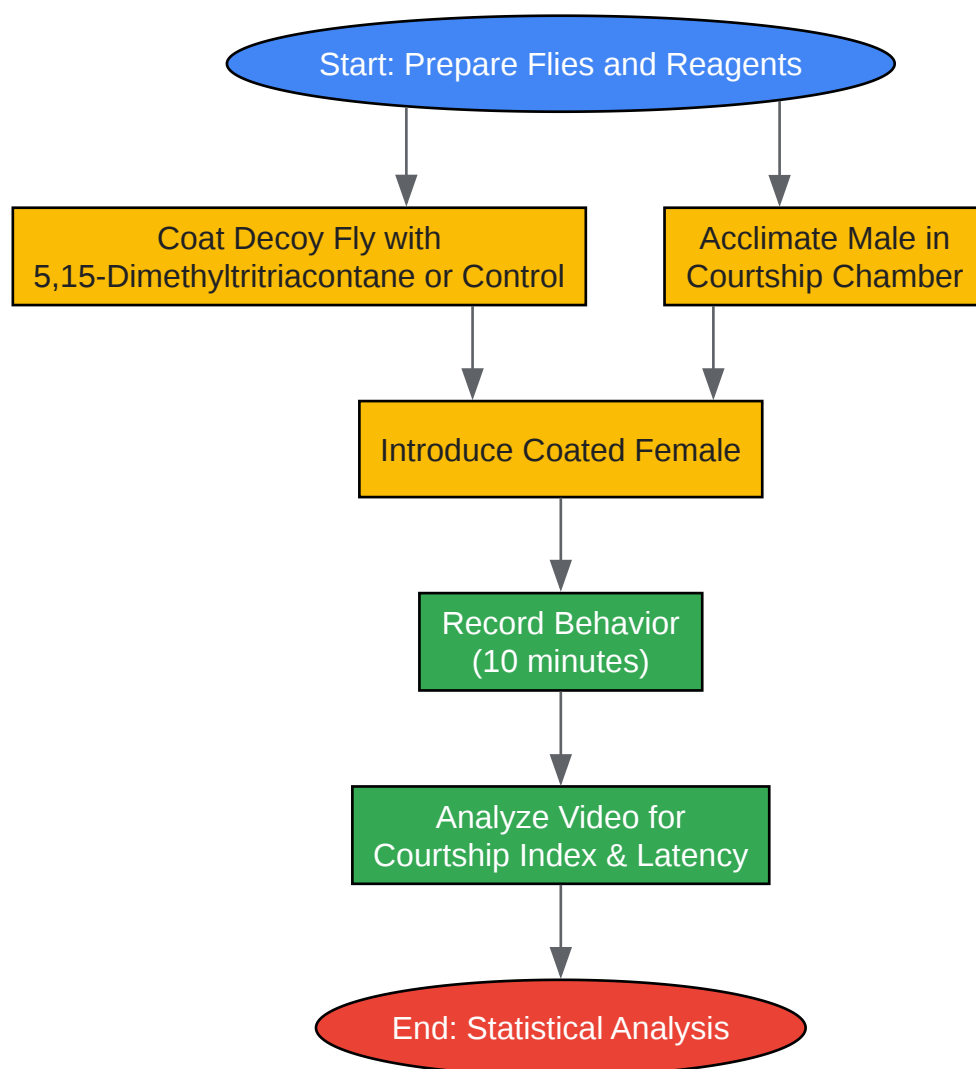 Start: Prepare Flies and Reagents
Coat Decoy Fly with
5,15-Dimethyltritriacontane or Control
Acclimate Male in
Courtship Chamber
Introduce Coated Female
Record Behavior
(10 minutes)
Analyze Video for
Courtship Index & Latency
End: Statistical Analysis